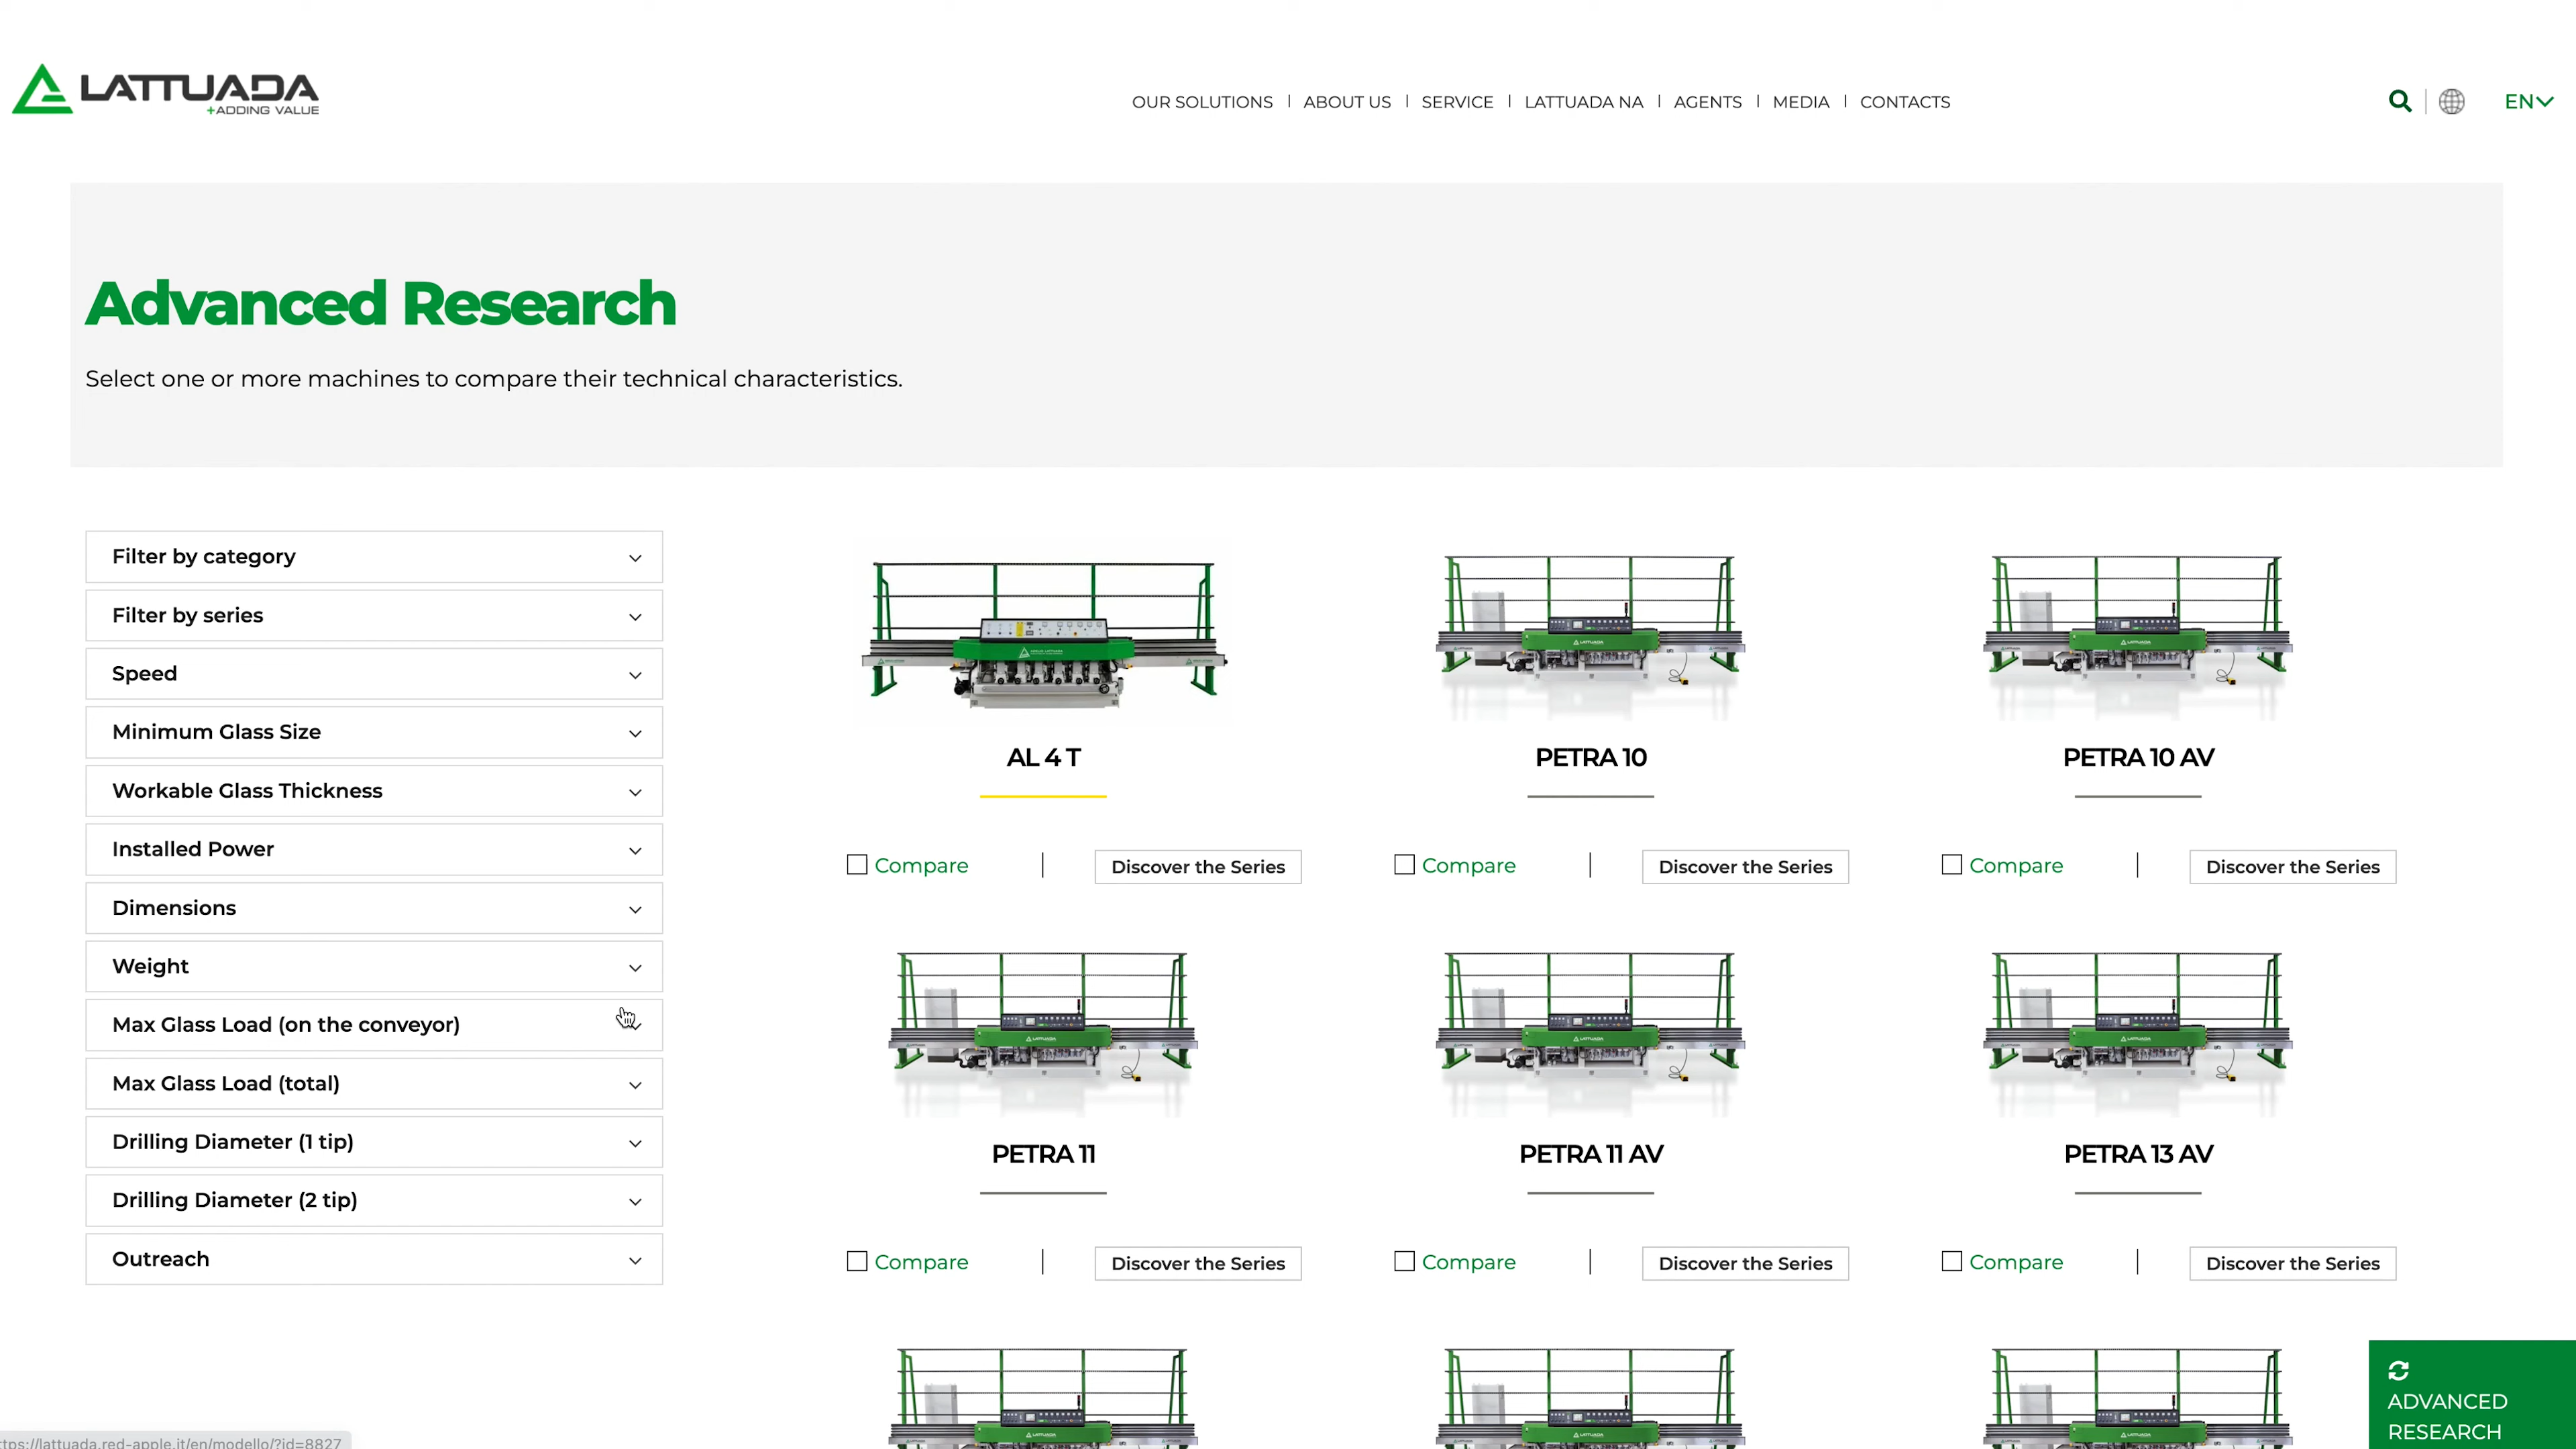 LATTUADA
+ADDING VALUE
OUR SOLUTIONS | ABOUT US | SERVICE | LATTUADA NA | AGENTS | MEDIA | CONTACTS
EN
Advanced Research
Select one or more machines to compare their technical characteristics.
Filter by category
Filter by series
Speed
Minimum Glass Size
Workable Glass Thickness
Installed Power
Dimensions
Weight
Max Glass Load (on the conveyor)
Max Glass Load (total)
Drilling Diameter (1 tip)
Drilling Diameter (2 tip)
Outreach
AL 4 T
PETRA 10
PETRA 10 AV
Compare | Discover the Series
Compare | Discover the Series
Compare | Discover the Series
PETRA 11
PETRA 11 AV
PETRA 13 AV
Compare | Discover the Series
Compare | Discover the Series
Compare | Discover the Series
ADVANCED
RESEARCH
ttps://lattuada.red-apple.it/en/modello/?id=8827